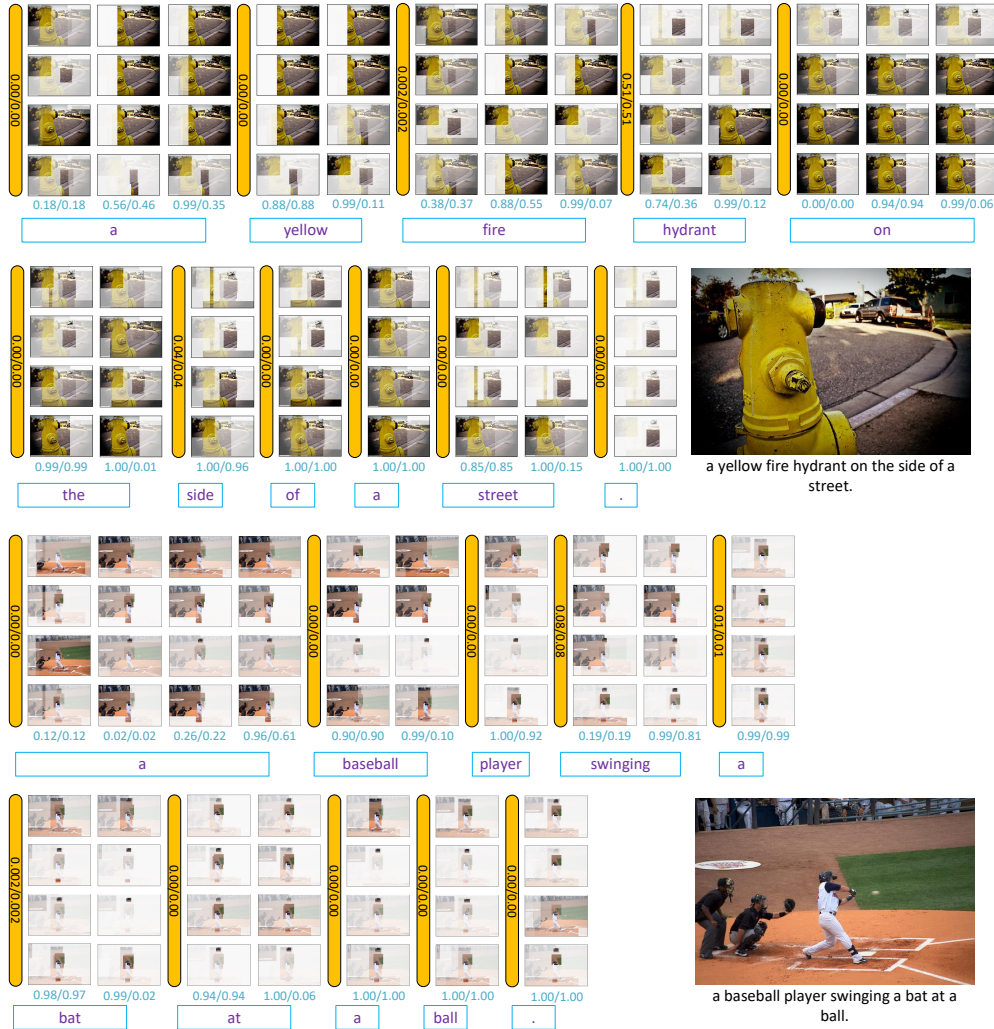 0.00/0.00
0.00/0.00
0.002/0.002
0.51/0.51
0.00/0.00
0.18/0.18 0.56/0.46 0.99/0.35 0.88/0.88 0.99/0.11 0.38/0.37 0.88/0.55 0.99/0.07 0.74/0.36 0.99/0.12 0.00/0.00 0.94/0.94 0.99/0.06
a yellow fire hydrant on
0.00/0.00
0.04/0.04
0.00/0.00
0.00/0.00
0.00/0.00
0.99/0.99 1.00/0.01 1.00/0.96 1.00/1.00 1.00/1.00 0.85/0.85 1.00/0.15 1.00/1.00
the side of a street .
a yellow fire hydrant on the side of a
street.
0.00/0.00
0.00/0.00
0.00/0.00
0.08/0.08
0.01/0.01
0.12/0.12 0.02/0.02 0.26/0.22 0.96/0.61 0.90/0.90 0.99/0.10 1.00/0.92 0.19/0.19 0.99/0.81 0.99/0.99
a baseball player swinging a
0.002/0.002
0.00/0.00
0.00/0.00
0.00/0.00
0.00/0.00
0.98/0.97 0.99/0.02 0.94/0.94 1.00/0.06 1.00/1.00 1.00/1.00 1.00/1.00
bat at a ball .
a baseball player swinging a bat at a
ball.